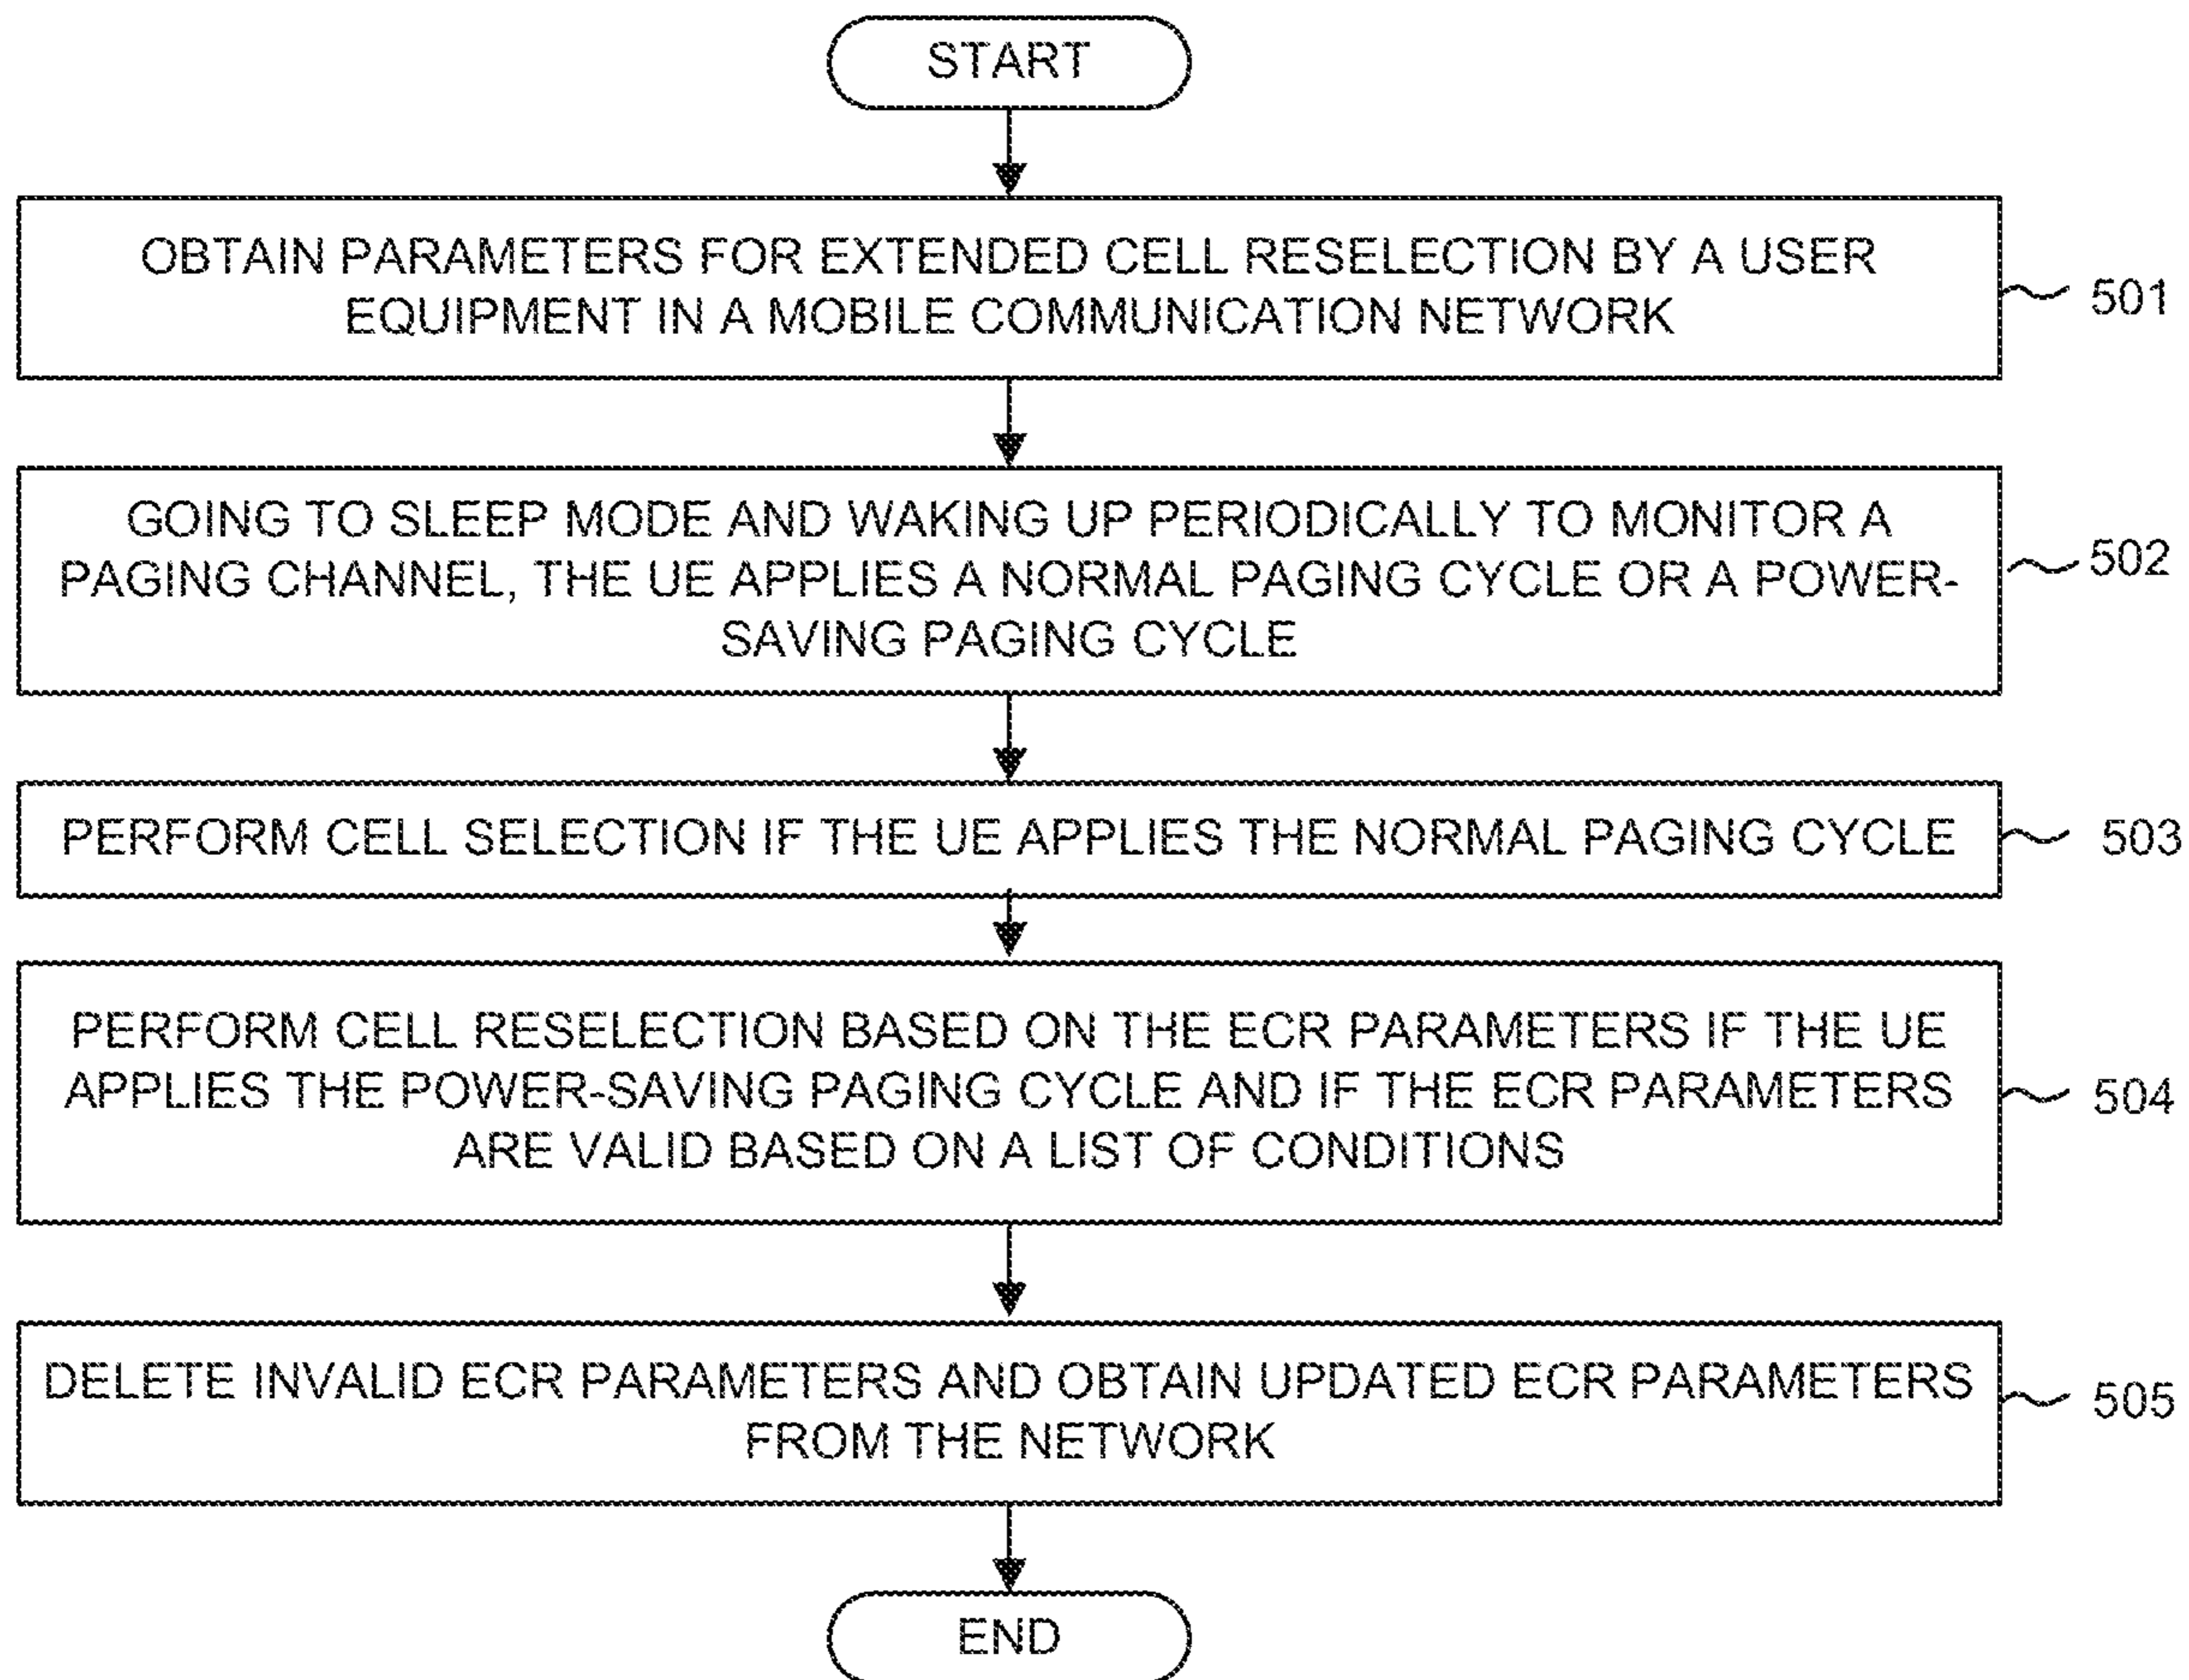 START
OBTAIN PARAMETERS FOR EXTENDED CELL RESELECTION BY A USER
EQUIPMENT IN A MOBILE COMMUNICATION NETWORK
501
GOING TO SLEEP MODE AND WAKING UP PERIODICALLY TO MONITOR A
PAGING CHANNEL, THE UE APPLIES A NORMAL PAGING CYCLE OR A POWER-
SAVING PAGING CYCLE
502
PERFORM CELL SELECTION IF THE UE APPLIES THE NORMAL PAGING CYCLE
503
PERFORM CELL RESELECTION BASED ON THE ECR PARAMETERS IF THE UE
APPLIES THE POWER-SAVING PAGING CYCLE AND IF THE ECR PARAMETERS
ARE VALID BASED ON A LIST OF CONDITIONS
504
DELETE INVALID ECR PARAMETERS AND OBTAIN UPDATED ECR PARAMETERS
FROM THE NETWORK
505
END